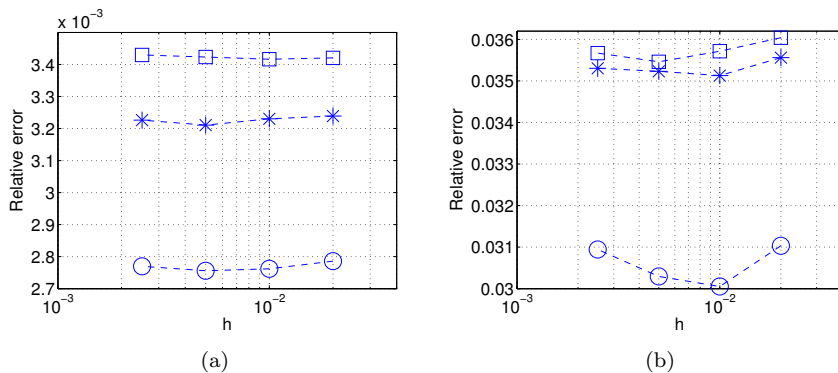 x 10⁻³
3.4
3.3
3.2
3.1
3
2.9
2.8
2.7
Relative error
10⁻³
10⁻²
h
(a)
0.036
0.035
0.034
0.033
0.032
0.031
0.03
Relative error
10⁻³
10⁻²
h
(b)